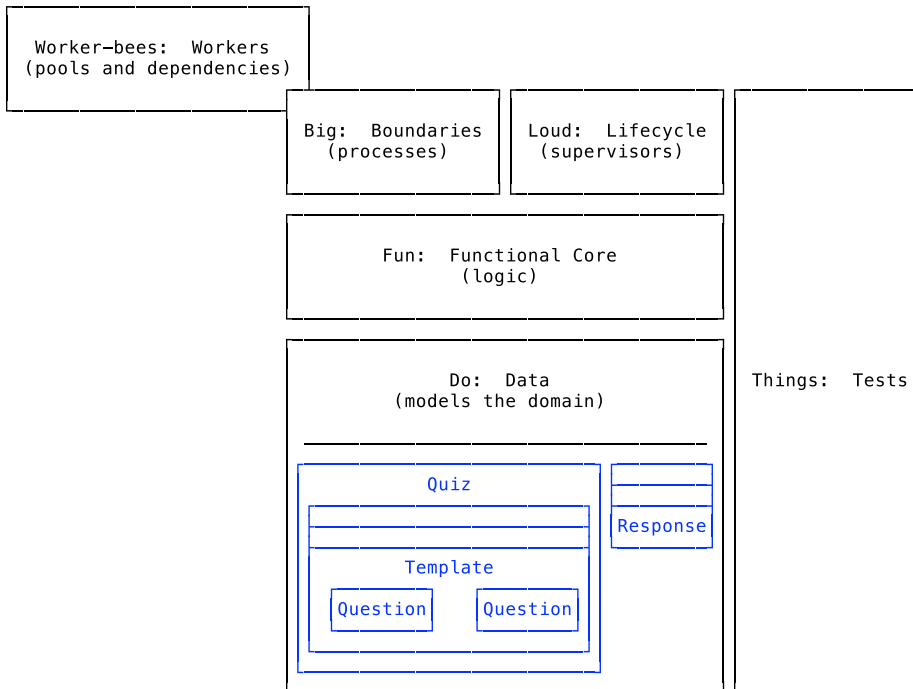 Worker-bees:  Workers
(pools and dependencies)
Big:  Boundaries
(processes)
Loud:  Lifecycle
(supervisors)
Fun:  Functional Core
(logic)
Do:  Data
(models the domain)
Things:  Tests
Quiz
Response
Template
Question
Question